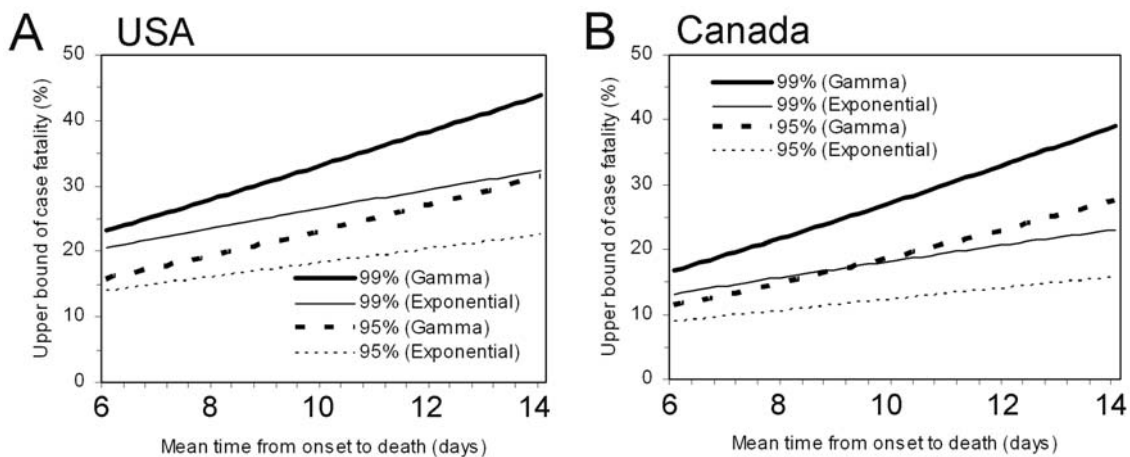 A USA
50
40
30
20
10
0
Upper bound of case fatality (%)
99% (Gamma)
99% (Exponential)
95% (Gamma)
95% (Exponential)
6 8 10 12 14
Mean time from onset to death (days)
B Canada
50
40
30
20
10
0
Upper bound of case fatality (%)
99% (Gamma)
99% (Exponential)
95% (Gamma)
95% (Exponential)
6 8 10 12 14
Mean time from onset to death (days)